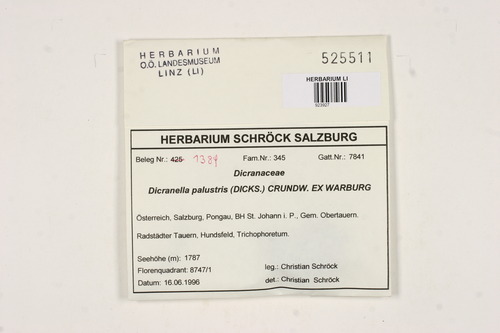 HERBARIUM
O.Ö. LANDESMUSEUM
LINZ (LI)
525511
HERBARIUM LI
HERBARIUM SCHRÖCK SALZBURG
Beleg Nr.: 425 1384 Fam.Nr.: 345 Gatt.Nr.: 7841
Dicranaceae
Dicranella palustris (DICKS.) CRUNDW. EX WARBURG
Österreich, Salzburg, Pongau, BH St. Johann i. P., Gem. Obertauern.
Radstädter Tauern, Hundsfeld, Trichophoretum.
Seehöhe (m): 1787
Florenquadrant: 8747/1 leg.: Christian Schröck
Datum: 16.06.1996 det.: Christian Schröck